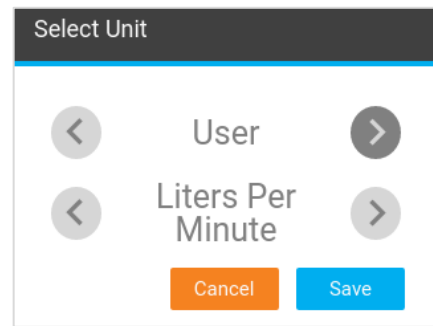 Select Unit
User
Liters Per
Minute
Cancel
Save